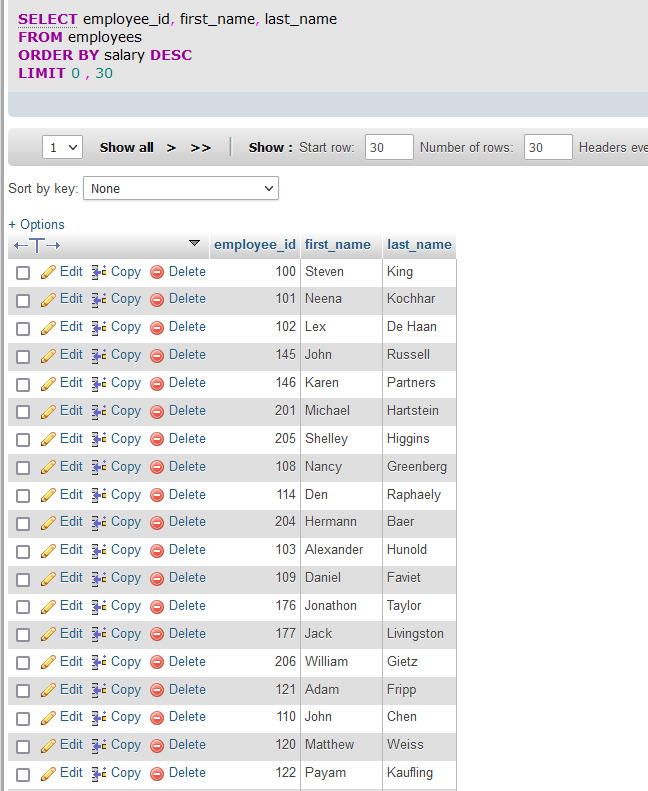 SELECT employee_id, first_name, last_name
FROM employees
ORDER BY salary DESC
LIMIT 0 , 30
1 Show all > >> Show : Start row: 30 Number of rows: 30 Headers eve
Sort by key: None
+ Options
←T→ employee_id first_name last_name
Edit Copy Delete 100 Steven King
Edit Copy Delete 101 Neena Kochhar
Edit Copy Delete 102 Lex De Haan
Edit Copy Delete 145 John Russell
Edit Copy Delete 146 Karen Partners
Edit Copy Delete 201 Michael Hartstein
Edit Copy Delete 205 Shelley Higgins
Edit Copy Delete 108 Nancy Greenberg
Edit Copy Delete 114 Den Raphaely
Edit Copy Delete 204 Hermann Baer
Edit Copy Delete 103 Alexander Hunold
Edit Copy Delete 109 Daniel Faviet
Edit Copy Delete 176 Jonathon Taylor
Edit Copy Delete 177 Jack Livingston
Edit Copy Delete 206 William Gietz
Edit Copy Delete 121 Adam Fripp
Edit Copy Delete 110 John Chen
Edit Copy Delete 120 Matthew Weiss
Edit Copy Delete 122 Payam Kaufling